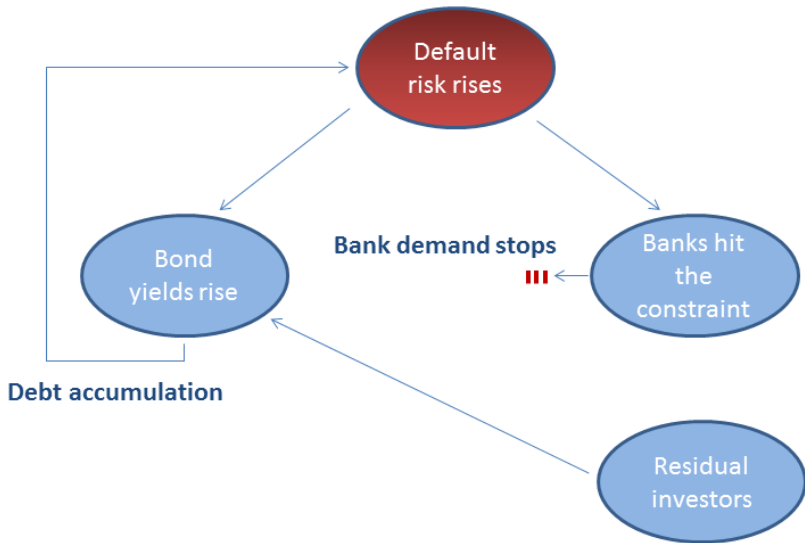 Default
risk rises
Bank demand stops
Bond
yields rise
Banks hit
the
constraint
Debt accumulation
Residual
investors